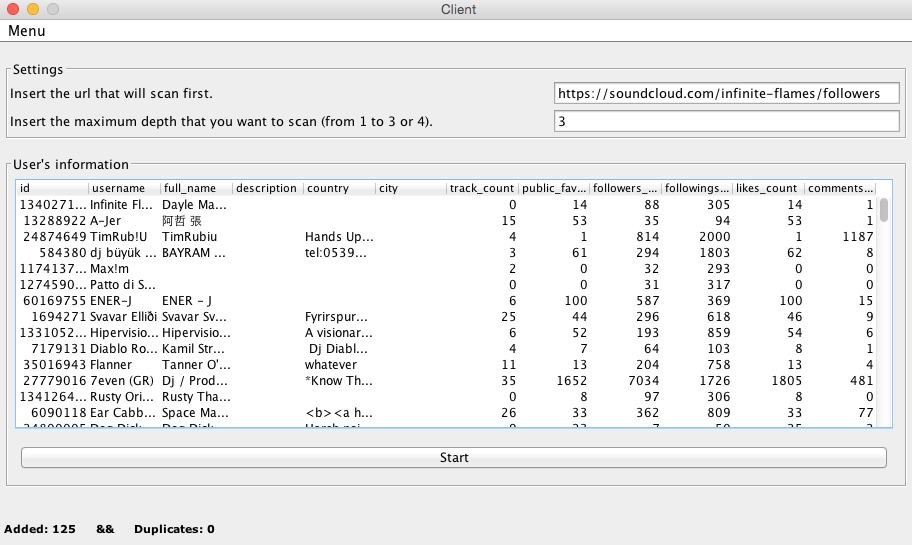 Client
Menu
Settings
Insert the url that will scan first. https://soundcloud.com/infinite-flames/followers
Insert the maximum depth that you want to scan (from 1 to 3 or 4). 3
User's information
id username full_name description country city track_count public_fav... followers_... followings... likes_count comments...
1340271... Infinite Fl... Dayle Ma... 0 14 88 305 14 1
13288922 A-Jer 阿哲 張 15 53 35 94 53 1
24874649 TimRub!U TimRubiu Hands Up... 4 1 814 2000 1 1187
584380 dj büyük ... BAYRAM ... tel:0539... 3 61 294 1803 62 8
1174137... Max!m 2 0 32 293 0 0
1274590... Patto di S... 0 0 31 317 0 0
60169755 ENER-J ENER - J 6 100 587 369 100 15
1694271 Svavar Elliði Svavar Sv... Fyrirspur... 25 44 296 618 46 9
1331052... Hipervisio... Hipervisio... A visionar... 6 52 193 859 54 6
7179131 Diablo Ro... Kamil Str... Dj Diabl... 4 7 64 103 8 1
35016943 Flanner Tanner O'... whatever 11 13 204 758 13 4
27779016 7even (GR) Dj / Prod... *Know Th... 35 1652 7034 1726 1805 481
1341264... Rusty Ori... Rusty Tha... 0 8 97 306 8 0
6090118 Ear Cabb... Space Ma... <b><a h... 26 33 362 809 33 77
Start
Added: 125 && Duplicates: 0